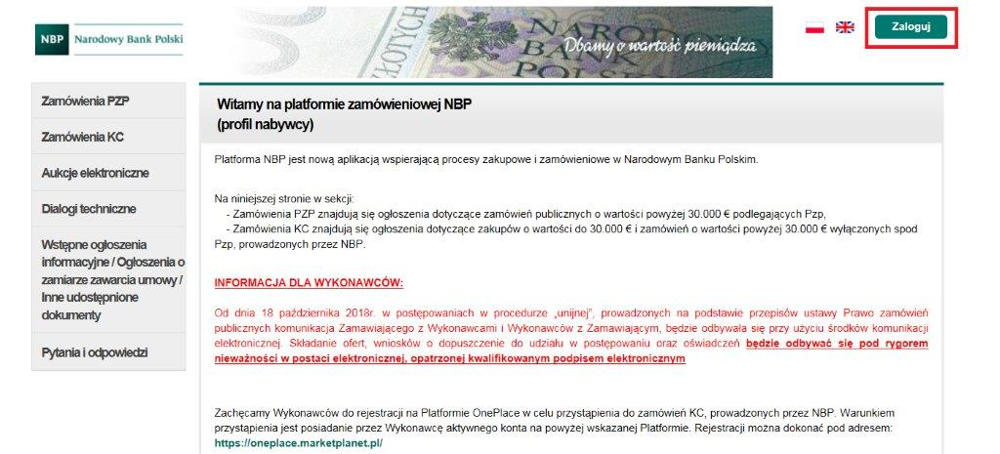 NBP Narodowy Bank Polski
ZŁOTYCH
NARODOWY
BANK
POLSKI
Dbamy o wartość pieniądza
Zaloguj
Zamówienia PZP
Zamówienia KC
Aukcje elektroniczne
Dialogi techniczne
Wstępne ogłoszenia
informacyjne / Ogłoszenia o
zamiarze zawarcia umowy /
Inne udostępnione
dokumenty
Pytania i odpowiedzi
Witamy na platformie zamówieniowej NBP
(profil nabywcy)
Platforma NBP jest nową aplikacją wspierającą procesy zakupowe i zamówieniowe w Narodowym Banku Polskim.
Na niniejszej stronie w sekcji:
- Zamówienia PZP znajdują się ogłoszenia dotyczące zamówień publicznych o wartości powyżej 30.000 € podlegających Pzp,
- Zamówienia KC znajdują się ogłoszenia dotyczące zakupów o wartości do 30.000 € i zamówień o wartości powyżej 30.000 € wyłączonych spod
Pzp, prowadzonych przez NBP.
INFORMACJA DLA WYKONAWCÓW:
Od dnia 18 października 2018r. w postępowaniach w procedurze „unijnej”, prowadzonych na podstawie przepisów ustawy Prawo zamówień
publicznych komunikacja Zamawiającego z Wykonawcami i Wykonawców z Zamawiającym, będzie odbywała się przy użyciu środków komunikacji
elektronicznej. Składanie ofert, wniosków o dopuszczenie do udziału w postępowaniu oraz oświadczeń będzie odbywać się pod rygorem
nieważności w postaci elektronicznej, opatrzonej kwalifikowanym podpisem elektronicznym
Zachęcamy Wykonawców do rejestracji na Platformie OnePlace w celu przystąpienia do zamówień KC, prowadzonych przez NBP. Warunkiem
przystąpienia jest posiadanie przez Wykonawcę aktywnego konta na powyżej wskazanej Platformie. Rejestracji można dokonać pod adresem:
https://oneplace.marketplanet.pl/